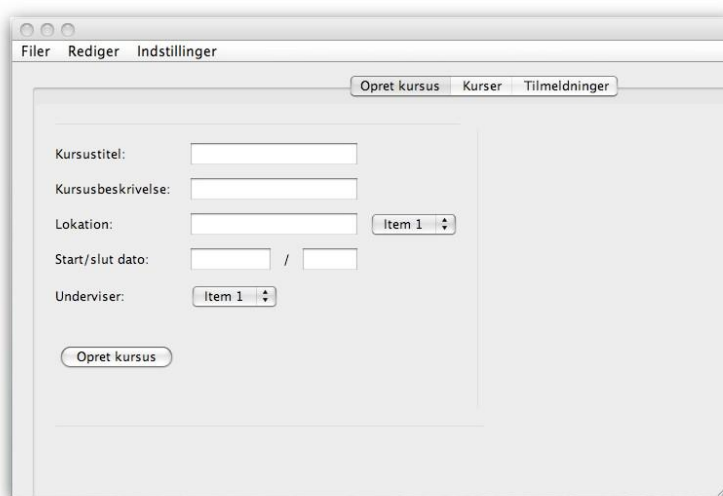 Filer Rediger Indstillinger
Opret kursus Kurser Tilmeldninger
Kursustitel:
Kursusbeskrivelse:
Lokation: Item 1
Start/slut dato: /
Underviser: Item 1
Opret kursus